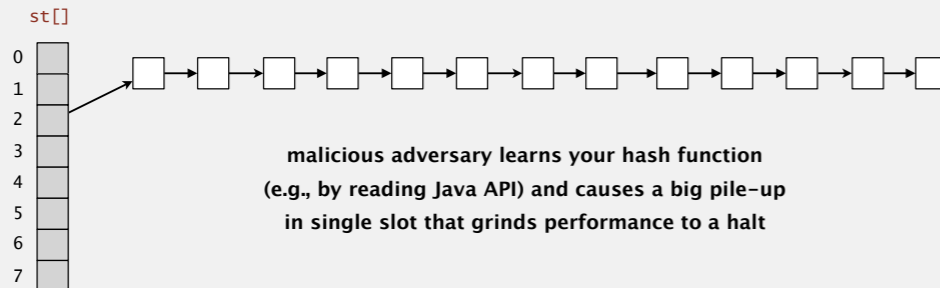 st[]
0
1
2
3
4
5
6
7
malicious adversary learns your hash function
(e.g., by reading Java API) and causes a big pile-up
in single slot that grinds performance to a halt